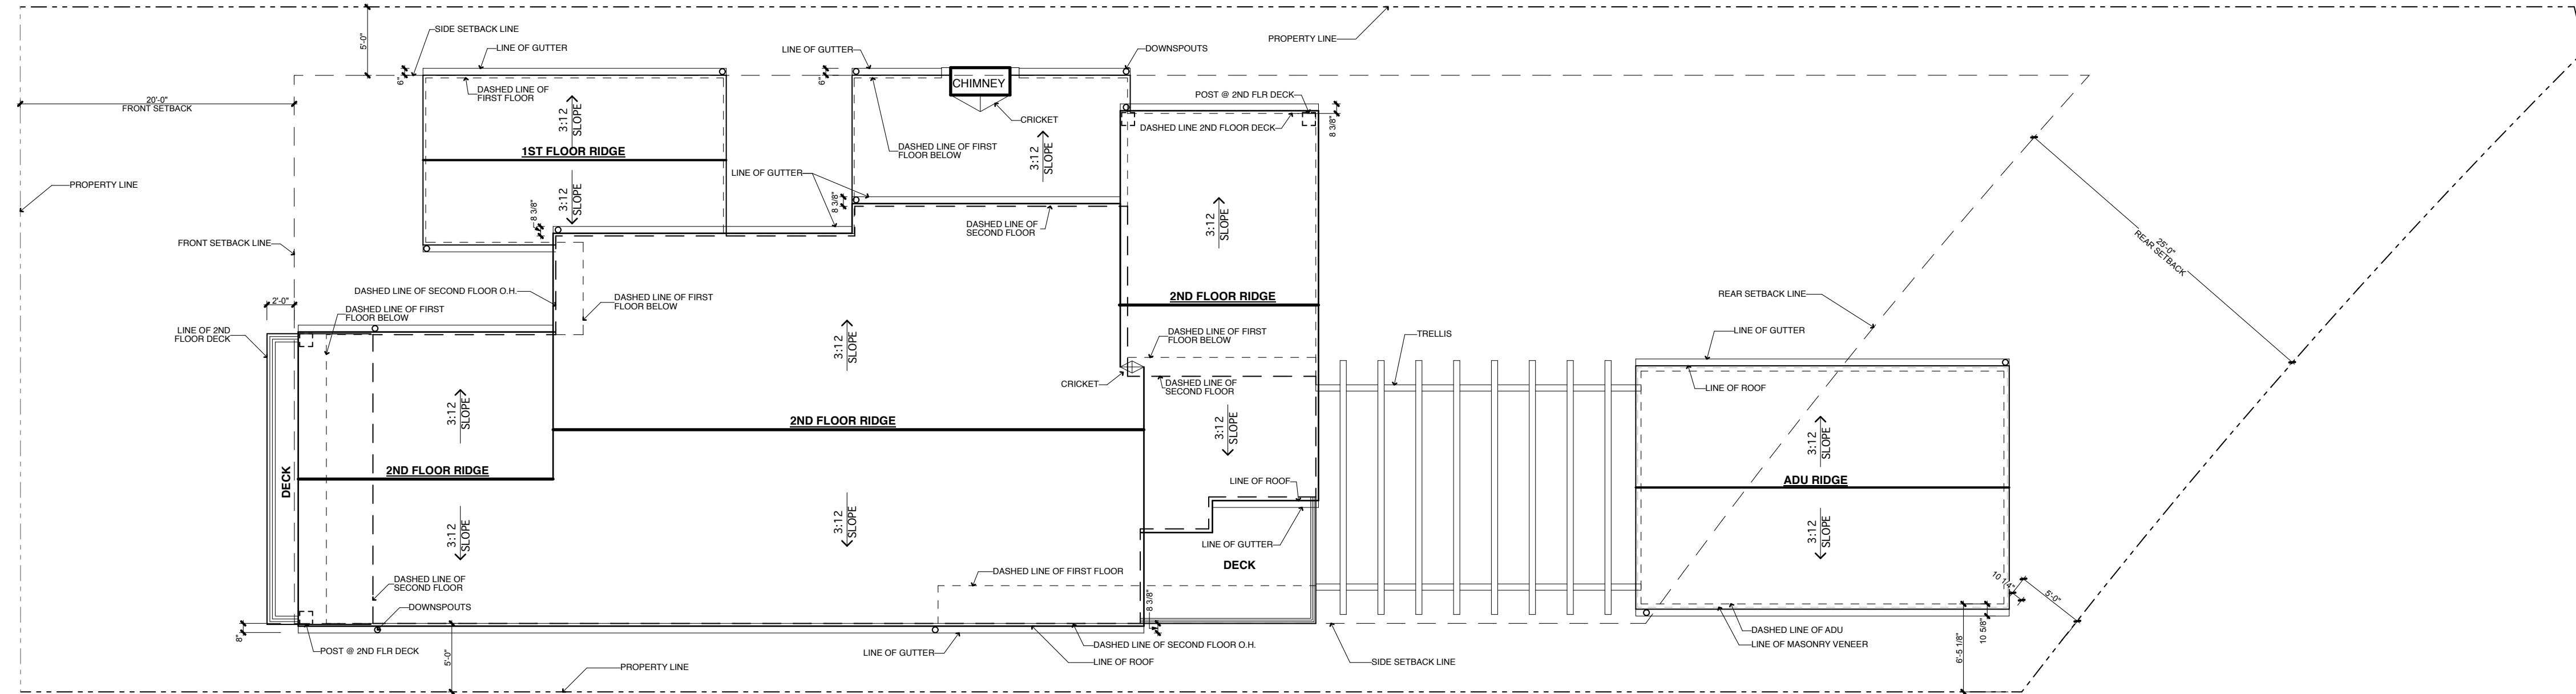 PROPERTY LINE
5'-0"
SIDE SETBACK LINE
LINE OF GUTTER
LINE OF GUTTER
DOWNSPOUTS
6"
6"
CHIMNEY
DASHED LINE OF
FIRST FLOOR
20'-0"
FRONT SETBACK
POST @ 2ND FLR DECK
CRICKET
DASHED LINE 2ND FLOOR DECK
8 3/8"
3:12
SLOPE
3:12
SLOPE
1ST FLOOR RIDGE
DASHED LINE OF FIRST
FLOOR BELOW
LINE OF GUTTER
PROPERTY LINE
3:12
SLOPE
8 3/8"
8 3/8"
DASHED LINE OF
SECOND FLOOR
3:12
SLOPE
FRONT SETBACK LINE
25'-0"
REAR SETBACK
DASHED LINE OF SECOND FLOOR O.H.
DASHED LINE OF FIRST
FLOOR BELOW
2'-0"
DASHED LINE OF FIRST
FLOOR BELOW
2ND FLOOR RIDGE
REAR SETBACK LINE
LINE OF 2ND
FLOOR DECK
DASHED LINE OF FIRST
FLOOR BELOW
TRELLIS
LINE OF GUTTER
3:12
SLOPE
CRICKET
DASHED LINE OF
SECOND FLOOR
LINE OF ROOF
3:12
SLOPE
2ND FLOOR RIDGE
3:12
SLOPE
3:12
SLOPE
2ND FLOOR RIDGE
DECK
LINE OF ROOF
ADU RIDGE
3:12
SLOPE
3:12
SLOPE
3:12
SLOPE
LINE OF GUTTER
DECK
DASHED LINE OF FIRST FLOOR
DASHED LINE OF
SECOND FLOOR
DOWNSPOUTS
8 3/8"
10 1/4"
5'-0"
8"
10 5/8"
6'-5 1/8"
DASHED LINE OF ADU
LINE OF MASONRY VENEER
POST @ 2ND FLR DECK
5'-0"
LINE OF GUTTER
DASHED LINE OF SECOND FLOOR O.H.
LINE OF ROOF
SIDE SETBACK LINE
PROPERTY LINE